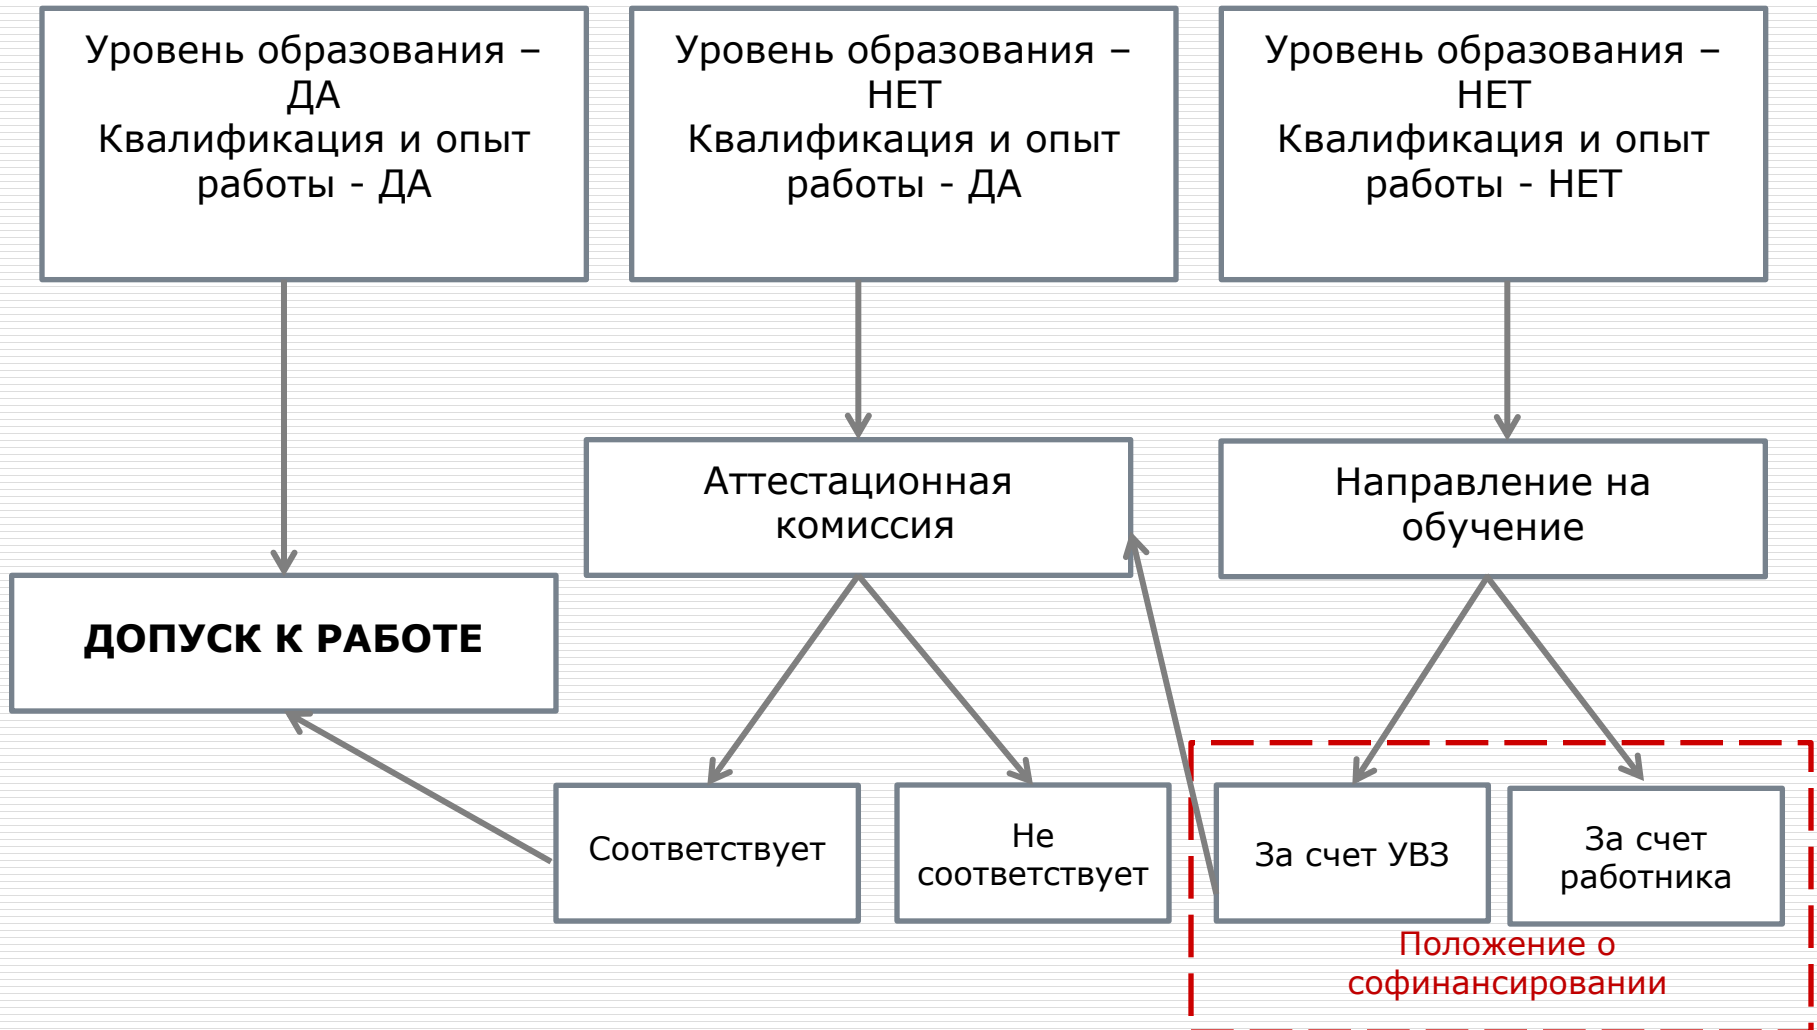 Уровень образования –
ДА
Квалификация и опыт
работы - ДА
Уровень образования –
НЕТ
Квалификация и опыт
работы - ДА
Уровень образования –
НЕТ
Квалификация и опыт
работы - НЕТ
Аттестационная
комиссия
Направление на
обучение
ДОПУСК К РАБОТЕ
Соответствует
Не
соответствует
За счет УВЗ
За счет
работника
Положение о
софинансировании